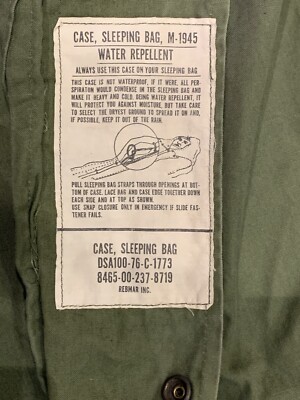 CASE, SLEEPING BAG, M-1945
WATER REPELLENT
ALWAYS USE THIS CASE ON YOUR SLEEPING BAG
THIS CASE IS NOT WATERPROOF, IF IT WERE, ALL PER-
SPIRATION WOULD CONDENSE IN THE SLEEPING BAG AND
MAKE IT HEAVY AND COLD. BEING WATER REPELLENT, IT
WILL PROTECT YOU AGAINST MOISTURE, BUT TAKE CARE
TO SELECT THE DRYEST GROUND TO SPREAD IT ON AND,
IF POSSIBLE, KEEP IT OUT OF THE RAIN.
PULL SLEEPING BAG STRAPS THROUGH OPENINGS AT BOT-
TOM OF CASE. LACE BAG AND CASE EDGE TOGETHER DOWN
EACH SIDE AND AT TOP AS SHOWN.
USE SNAP CLOSURE ONLY IN EMERGENCY IF SLIDE FAS-
TENER FAILS.
CASE, SLEEPING BAG
DSA100-76-C-1773
8465-00-237-8719
REBMAR INC.